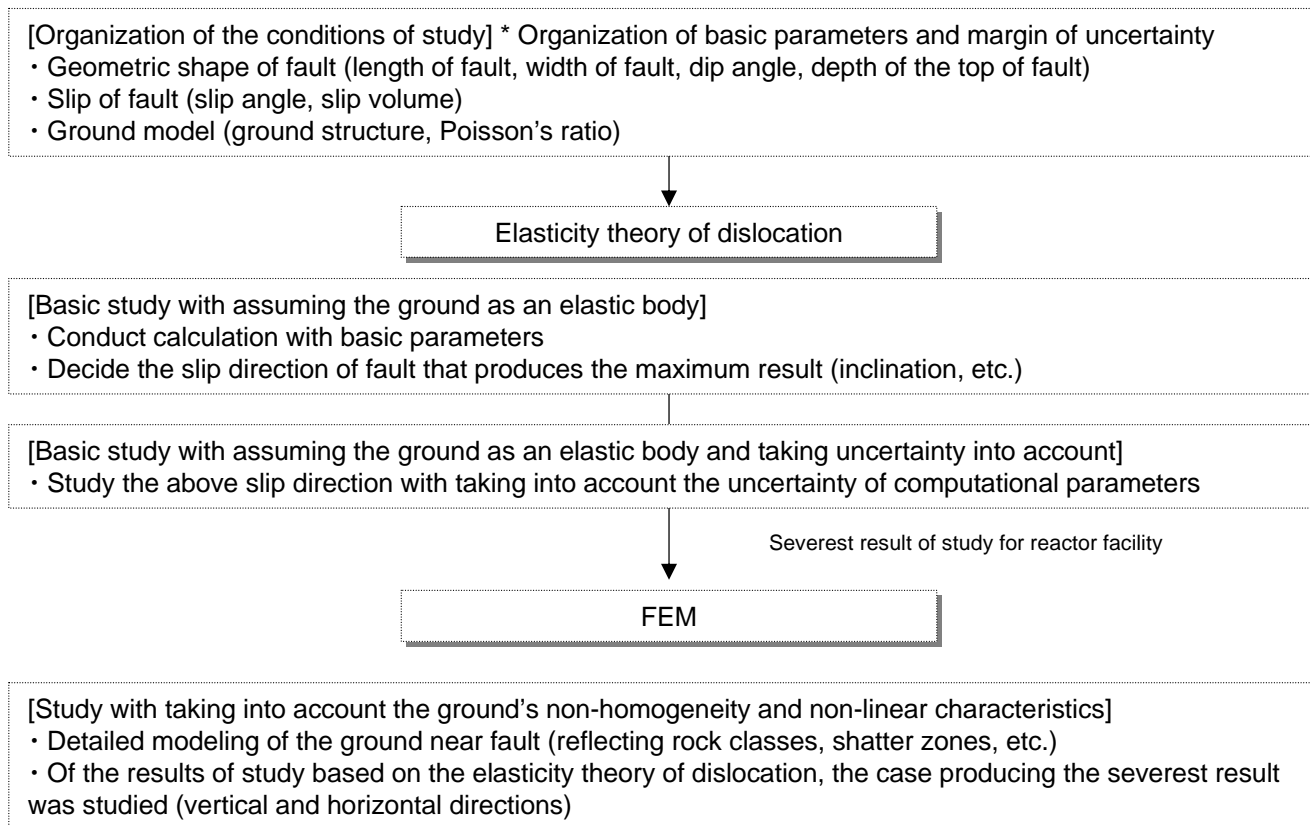 [Organization of the conditions of study] * Organization of basic parameters and margin of uncertainty
・Geometric shape of fault (length of fault, width of fault, dip angle, depth of the top of fault)
・Slip of fault (slip angle, slip volume)
・Ground model (ground structure, Poisson's ratio)
Elasticity theory of dislocation
[Basic study with assuming the ground as an elastic body]
・Conduct calculation with basic parameters
・Decide the slip direction of fault that produces the maximum result (inclination, etc.)
[Basic study with assuming the ground as an elastic body and taking uncertainty into account]
・Study the above slip direction with taking into account the uncertainty of computational parameters
Severest result of study for reactor facility
FEM
[Study with taking into account the ground's non-homogeneity and non-linear characteristics]
・Detailed modeling of the ground near fault (reflecting rock classes, shatter zones, etc.)
・Of the results of study based on the elasticity theory of dislocation, the case producing the severest result
was studied (vertical and horizontal directions)